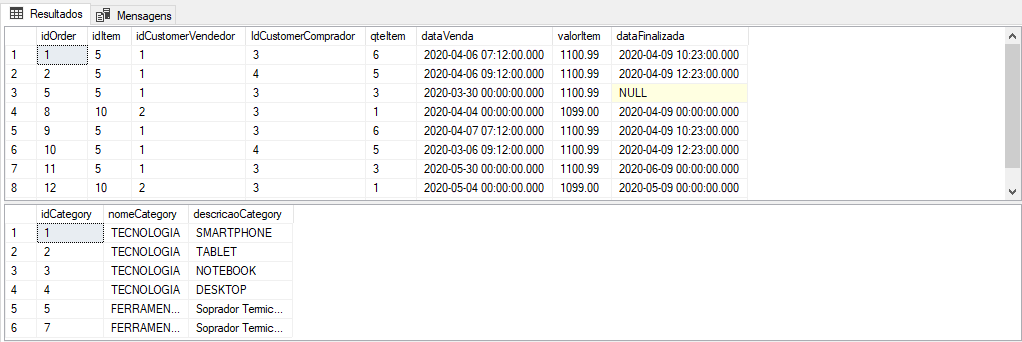 Resultados Mensagens
idOrder idItem idCustomerVendedor IdCustomerComprador qteItem dataVenda valorItem dataFinalizada
1 1 5 1 3 6 2020-04-06 07:12:00.000 1100.99 2020-04-09 10:23:00.000
2 2 5 1 4 5 2020-04-06 09:12:00.000 1100.99 2020-04-09 12:23:00.000
3 5 5 1 3 3 2020-03-30 00:00:00.000 1100.99 NULL
4 8 10 2 3 1 2020-04-04 00:00:00.000 1099.00 2020-04-09 00:00:00.000
5 9 5 1 3 6 2020-04-07 07:12:00.000 1100.99 2020-04-09 10:23:00.000
6 10 5 1 4 5 2020-03-06 09:12:00.000 1100.99 2020-04-09 12:23:00.000
7 11 5 1 3 3 2020-05-30 00:00:00.000 1100.99 2020-06-09 00:00:00.000
8 12 10 2 3 1 2020-05-04 00:00:00.000 1099.00 2020-05-09 00:00:00.000
idCategory nomeCategory descricaoCategory
1 1 TECNOLOGIA SMARTPHONE
2 2 TECNOLOGIA TABLET
3 3 TECNOLOGIA NOTEBOOK
4 4 TECNOLOGIA DESKTOP
5 5 FERRAMEN... Soprador Termic...
6 7 FERRAMEN... Soprador Termic...